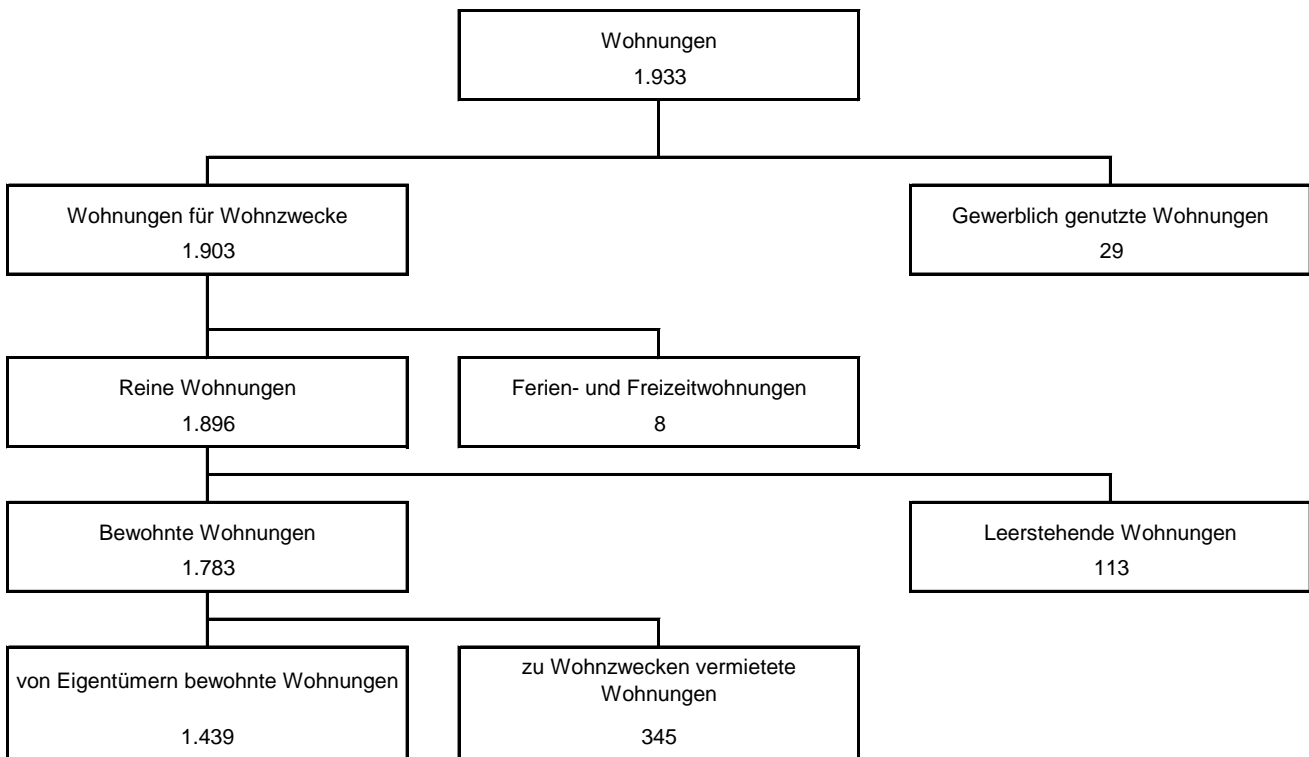 Wohnungen
1.933
Wohnungen für Wohnzwecke
1.903
Gewerblich genutzte Wohnungen
29
Reine Wohnungen
1.896
Ferien- und Freizeitwohnungen
8
Bewohnte Wohnungen
1.783
Leerstehende Wohnungen
113
von Eigentümern bewohnte Wohnungen
1.439
zu Wohnzwecken vermietete
Wohnungen
345